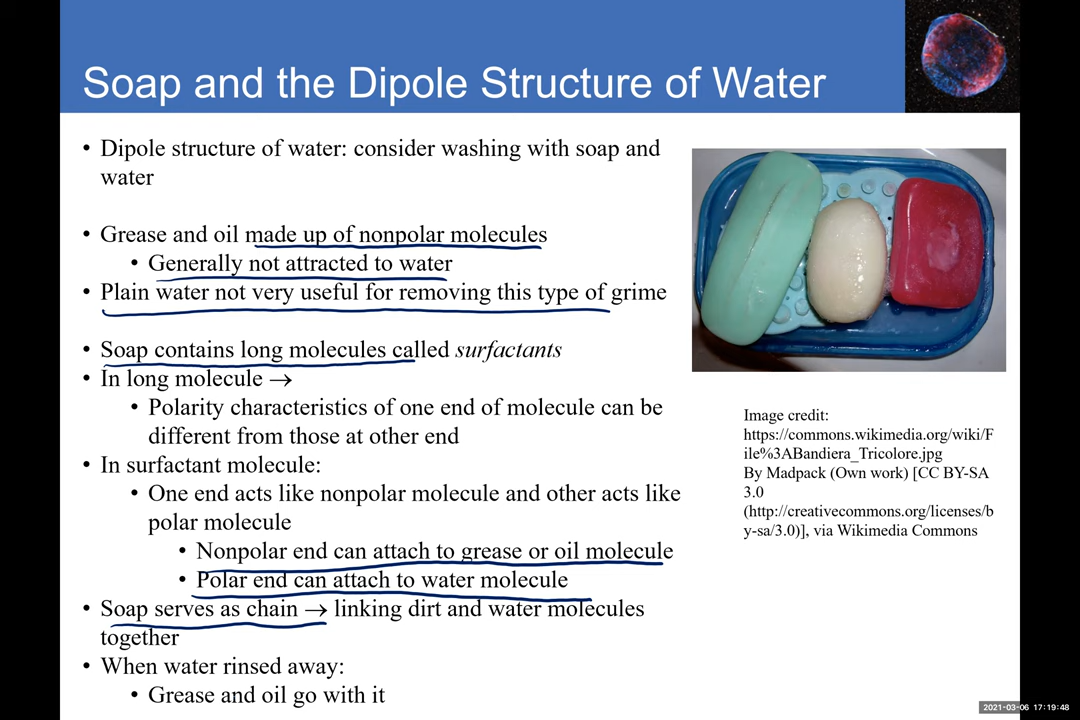 Soap and the Dipole Structure of Water
• Dipole structure of water: consider washing with soap and
water
• Grease and oil made up of nonpolar molecules
• Generally not attracted to water
• Plain water not very useful for removing this type of grime
• Soap contains long molecules called surfactants
• In long molecule →
• Polarity characteristics of one end of molecule can be
different from those at other end
• In surfactant molecule:
• One end acts like nonpolar molecule and other acts like
polar molecule
• Nonpolar end can attach to grease or oil molecule
• Polar end can attach to water molecule
• Soap serves as chain → linking dirt and water molecules
together
• When water rinsed away:
• Grease and oil go with it
Image credit:
https://commons.wikimedia.org/wiki/F
ile%3ABandiera_Tricolore.jpg
By Madpack (Own work) [CC BY-SA
3.0
(http://creativecommons.org/licenses/b
y-sa/3.0)], via Wikimedia Commons
2021-03-06 17:19:48